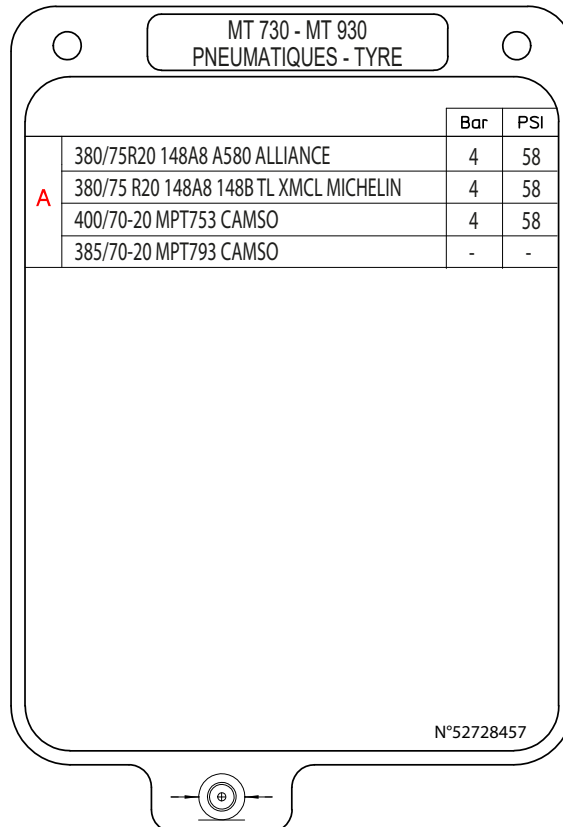 MT 730 - MT 930
PNEUMATIQUES - TYRE
Bar PSI
A
380/75R20 148A8 A580 ALLIANCE 4 58
380/75 R20 148A8 148B TL XMCL MICHELIN 4 58
400/70-20 MPT753 CAMSO 4 58
385/70-20 MPT793 CAMSO - -
N°52728457